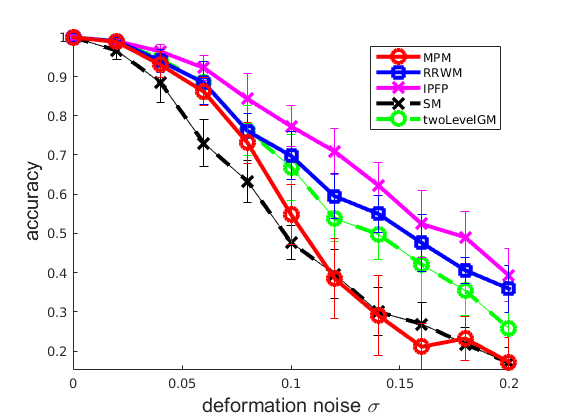 1
0.9
0.8
0.7
0.6
0.5
0.4
0.3
0.2
accuracy
0
0.05
0.1
0.15
0.2
deformation noise σ
MPM
RRWM
IPFP
SM
twoLevelGM